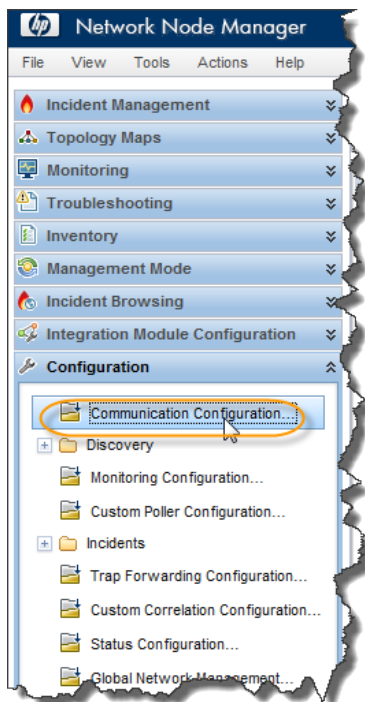 hp Network Node Manager
File View Tools Actions Help
Incident Management
Topology Maps
Monitoring
Troubleshooting
Inventory
Management Mode
Incident Browsing
Integration Module Configuration
Configuration
Communication Configuration...
Discovery
Monitoring Configuration...
Custom Poller Configuration...
Incidents
Trap Forwarding Configuration...
Custom Correlation Configuration...
Status Configuration...
Global Network Management...